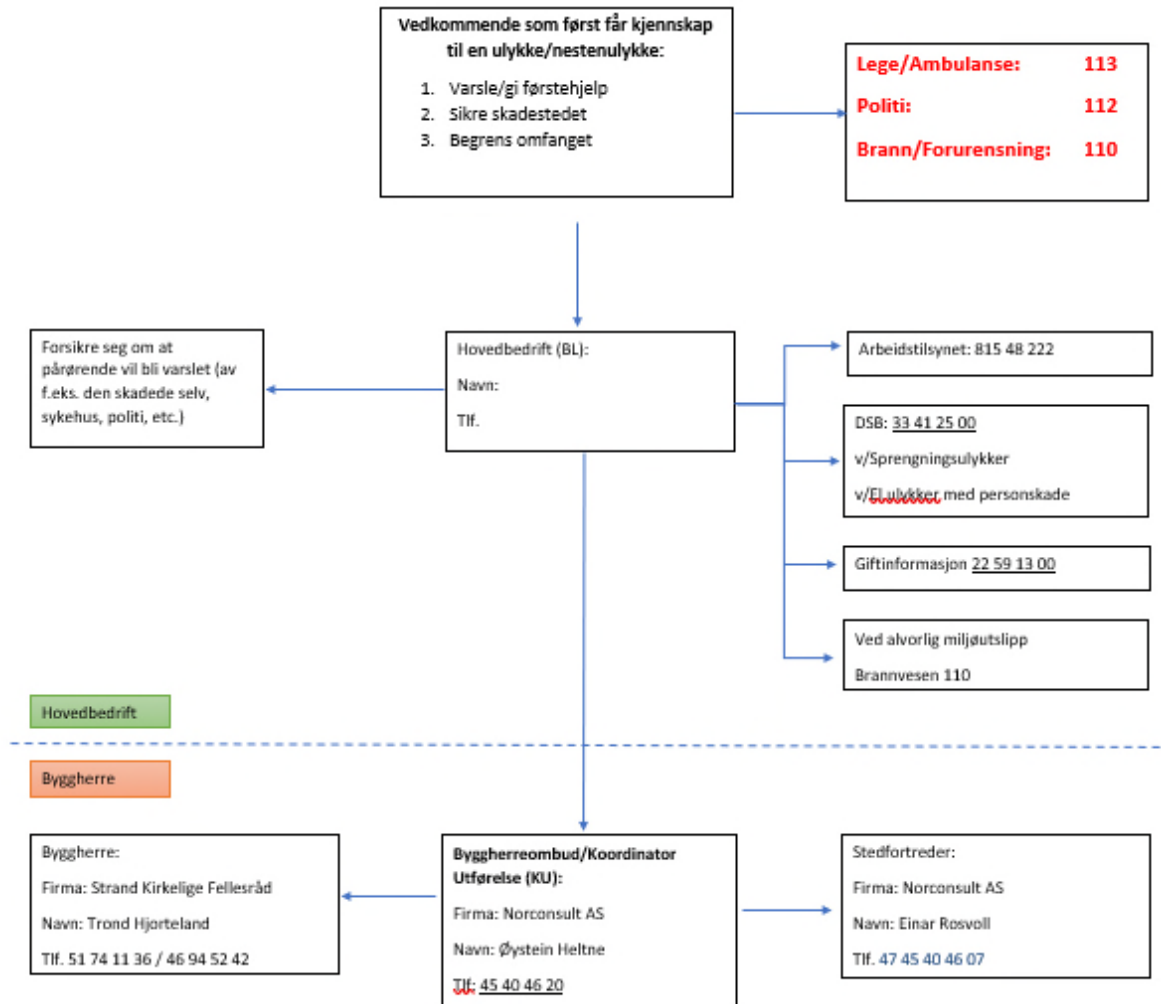 Vedkommende som først får kjennskap
til en ulykke/nestenulykke:
1. Varsle/gi førstehjelp
2. Sikre skadestedet
3. Begrens omfanget
Lege/Ambulanse: 113
Politi: 112
Brann/Forurensning: 110
Forsikre seg om at
pårørende vil bli varslet (av
f.eks. den skadede selv,
sykehus, politi, etc.)
Hovedbedrift (BL):
Navn:
Tlf.
Arbeidstilsynet: 815 48 222
DSB: 33 41 25 00
v/Sprengningsulykker
v/El.ulykker med personskade
Giftinformasjon 22 59 13 00
Ved alvorlig miljøutslipp
Brannvesen 110
Hovedbedrift
Byggherre
Byggherre:
Firma: Strand Kirkelige Fellesråd
Navn: Trond Hjorteland
Tlf. 51 74 11 36 / 46 94 52 42
Byggherreombud/Koordinator
Utførelse (KU):
Firma: Norconsult AS
Navn: Øystein Heltne
Tlf: 45 40 46 20
Stedfortreder:
Firma: Norconsult AS
Navn: Einar Rosvoll
Tlf. 47 45 40 46 07